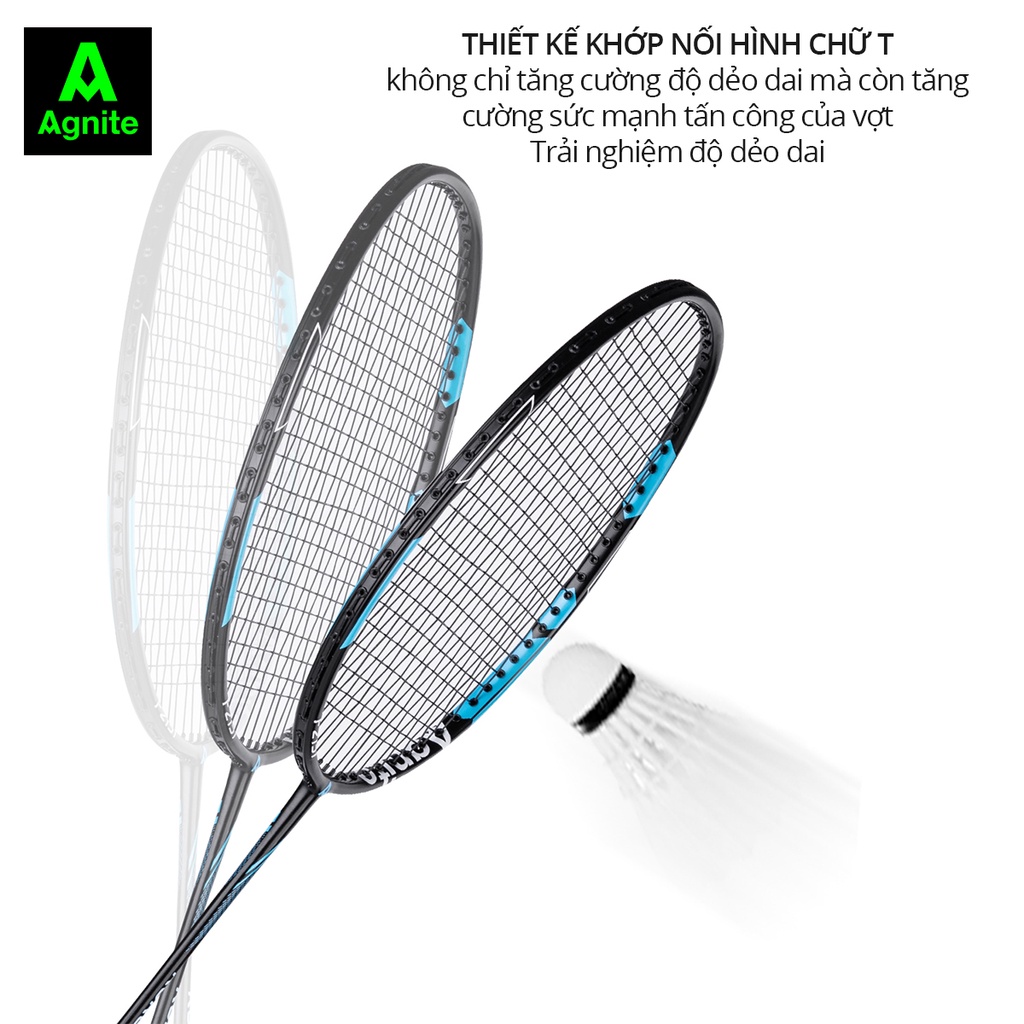 Agnite
THIẾT KẾ KHỚP NỐI HÌNH CHỮ T
không chỉ tăng cường độ dẻo dai mà còn tăng
cường sức mạnh tấn công của vợt
Trải nghiệm độ dẻo dai
Agnite